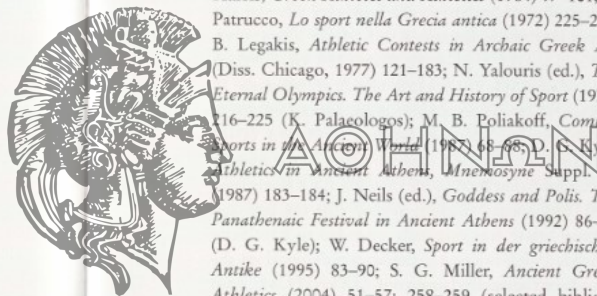 Patrucco, Lo sport nella Grecia antica (1972) 225–2
B. Legakis, Athletic Contests in Archaic Greek
(Diss. Chicago, 1977) 121–183; N. Yalouris (ed.),
Eternal Olympics. The Art and History of Sport (19
216–225 (K. Palaeologos); M. B. Poliakoff, Com
Sports in the Ancient World (1987) 68–88; D. G. Ky
ΑΘΗΝΩΝ
Athletics in Ancient Athens, Mnemosyne Suppl.
(1987) 183–184; J. Neils (ed.), Goddess and Polis. T
Panathenaic Festival in Ancient Athens (1992) 86–
(D. G. Kyle); W. Decker, Sport in der griechisch
Antike (1995) 83–90; S. G. Miller, Ancient Gre
Athletics (2004) 51–57; 258–259 (selected biblio